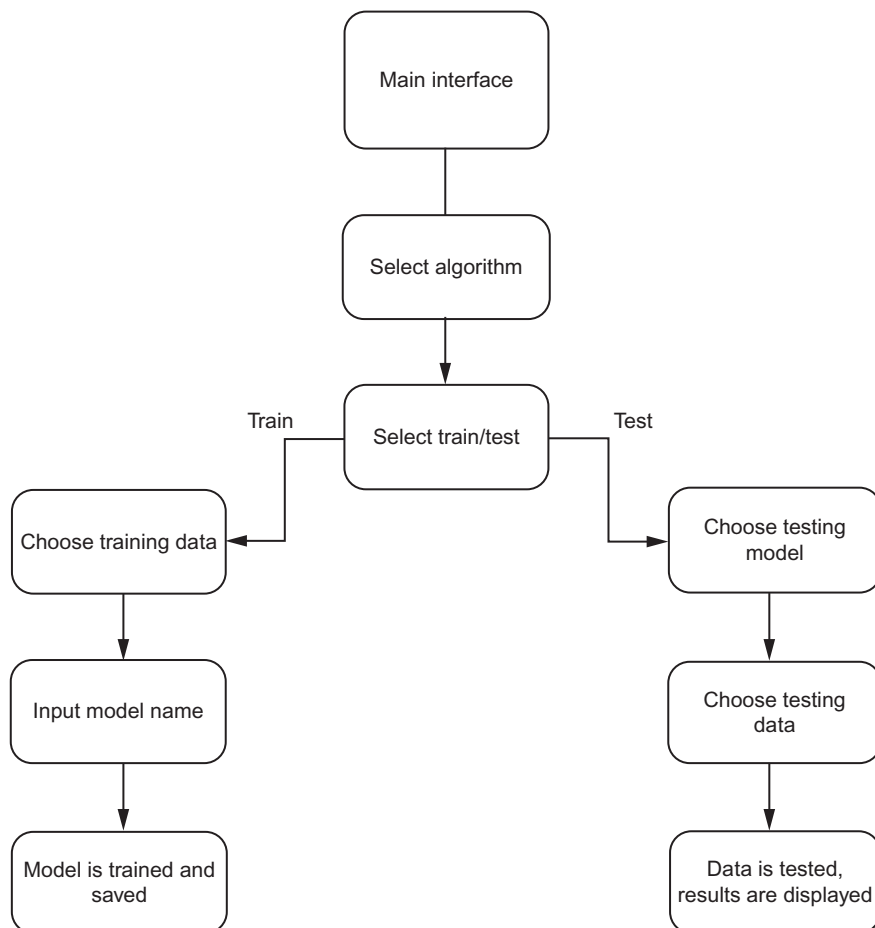 Main interface
Select algorithm
Train
Select train/test
Test
Choose training data
Choose testing
model
Input model name
Choose testing
data
Model is trained and
saved
Data is tested,
results are displayed